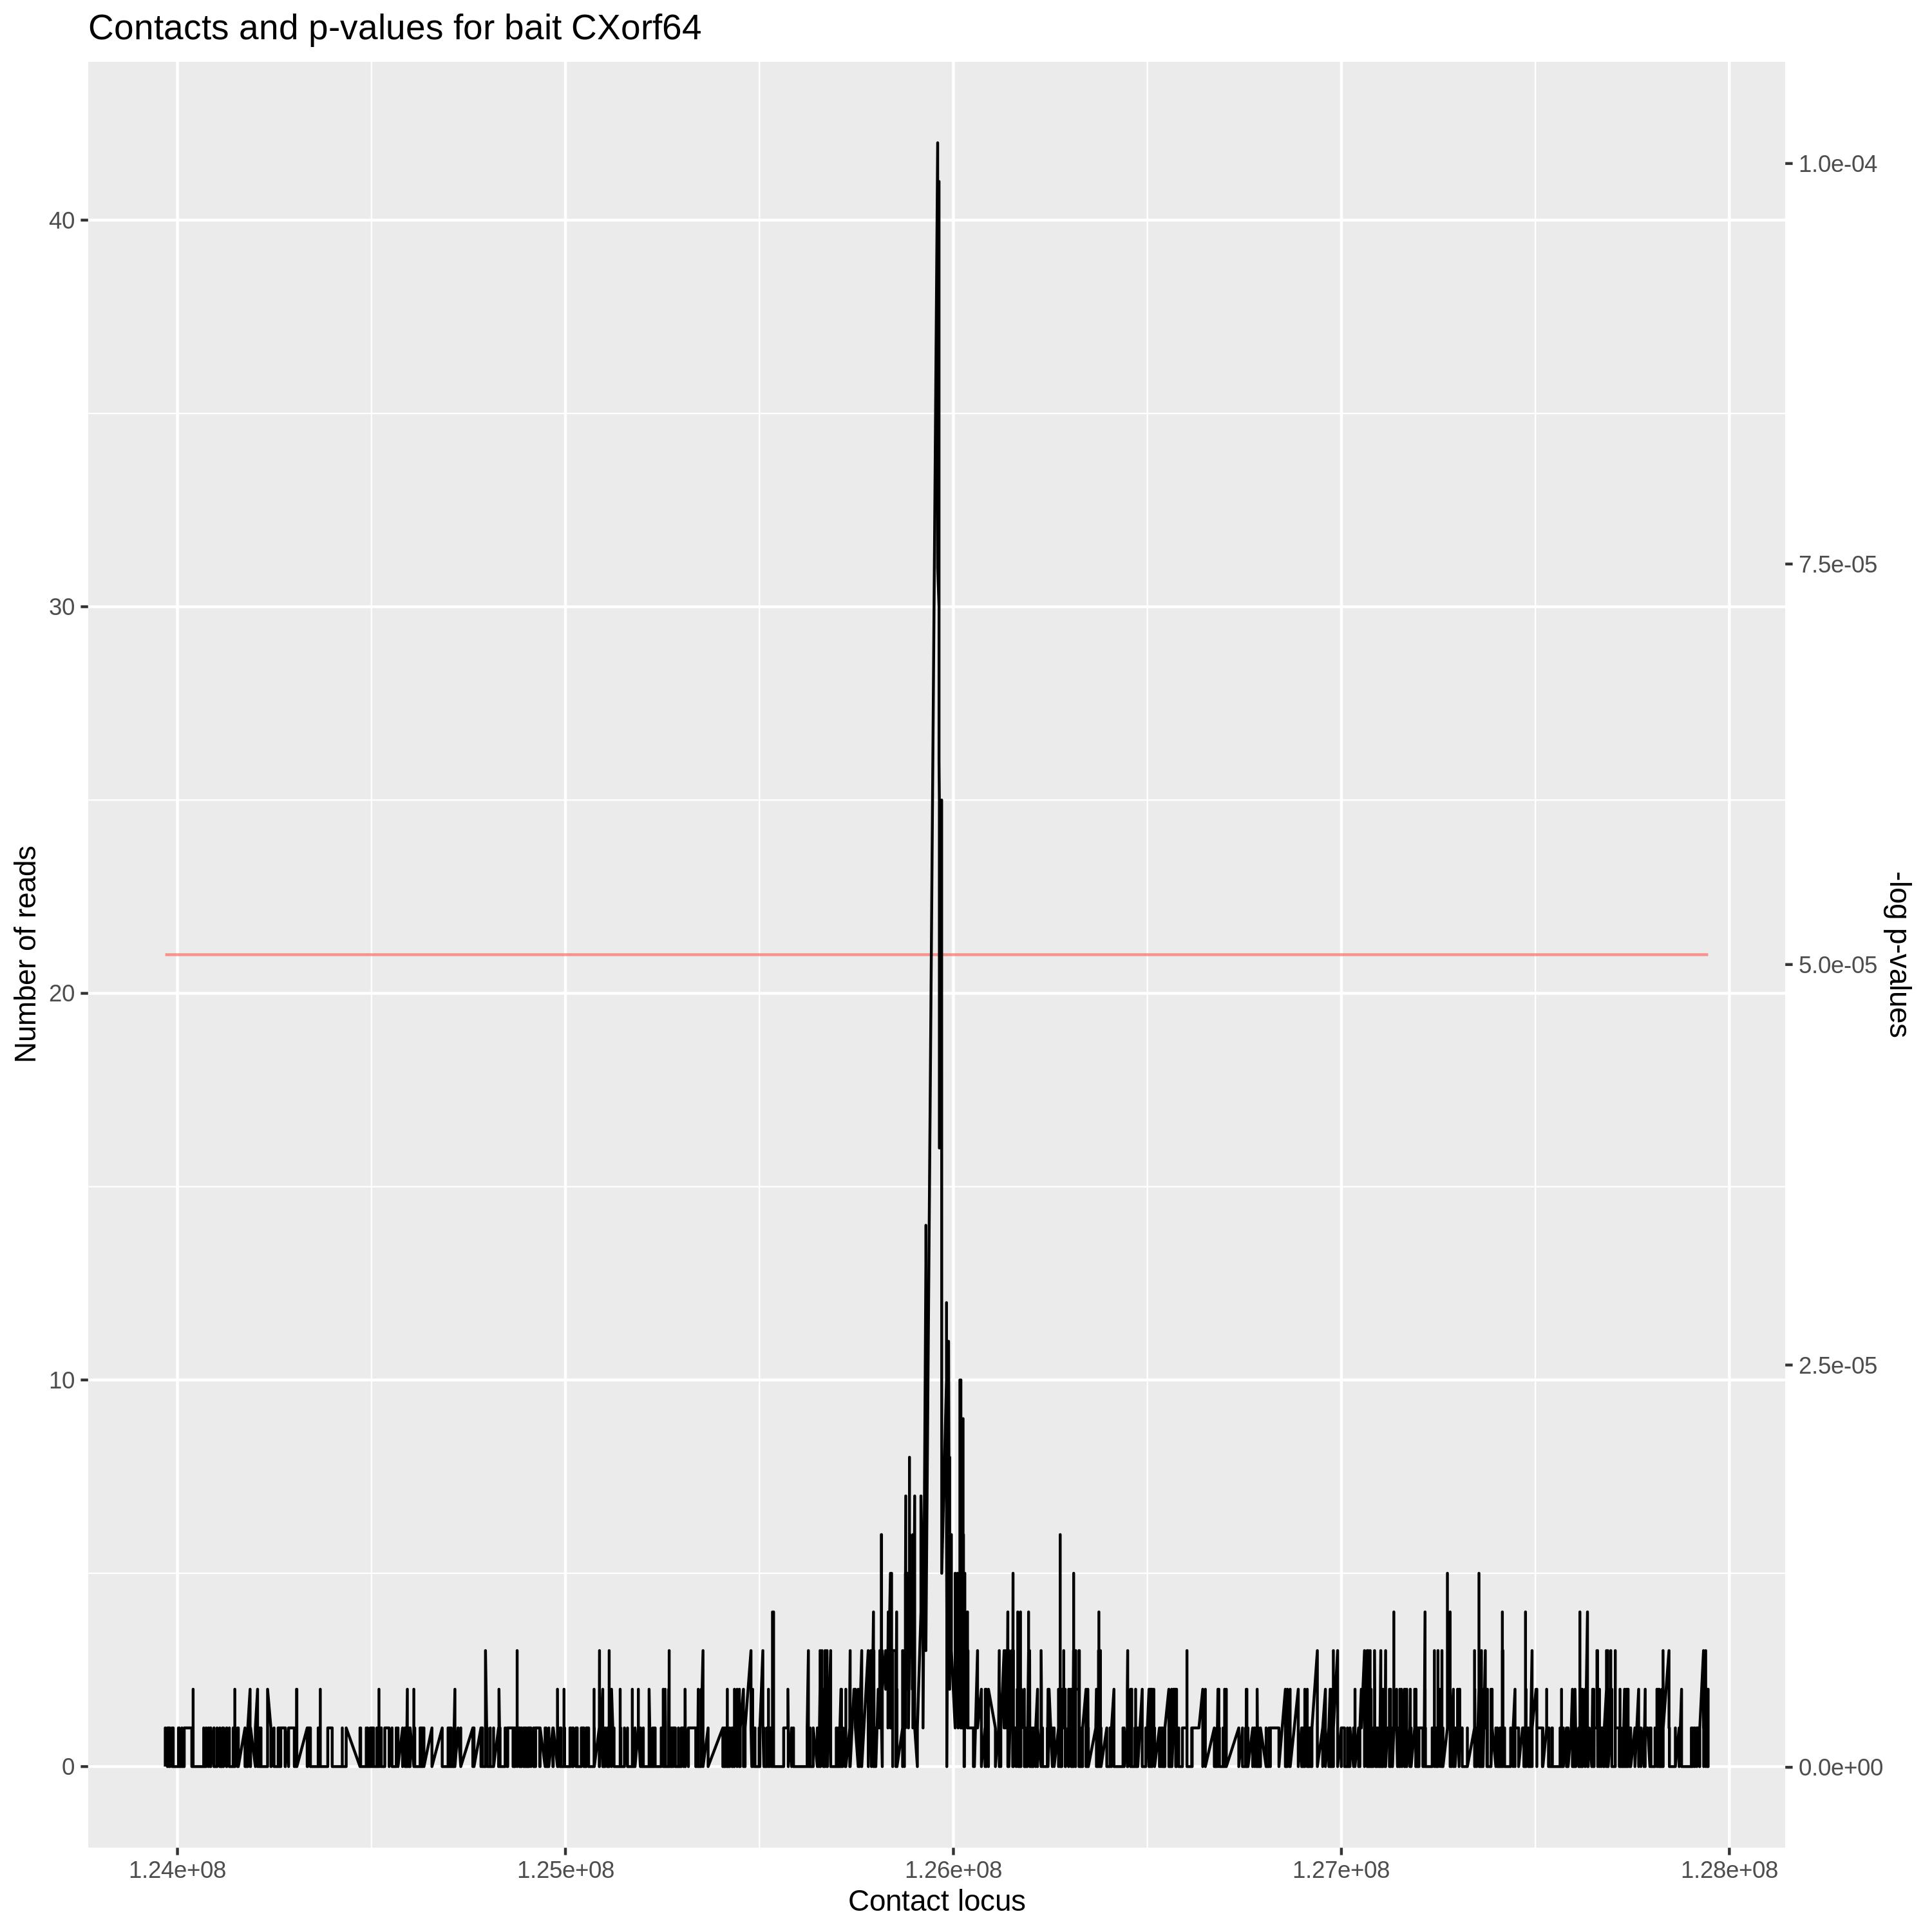 Contacts and p-values for bait CXorf64
40
30
20
10
0
1.0e-04
7.5e-05
5.0e-05
2.5e-05
0.0e+00
Number of reads
-log p-values
1.24e+08
1.25e+08
1.26e+08
1.27e+08
1.28e+08
Contact locus